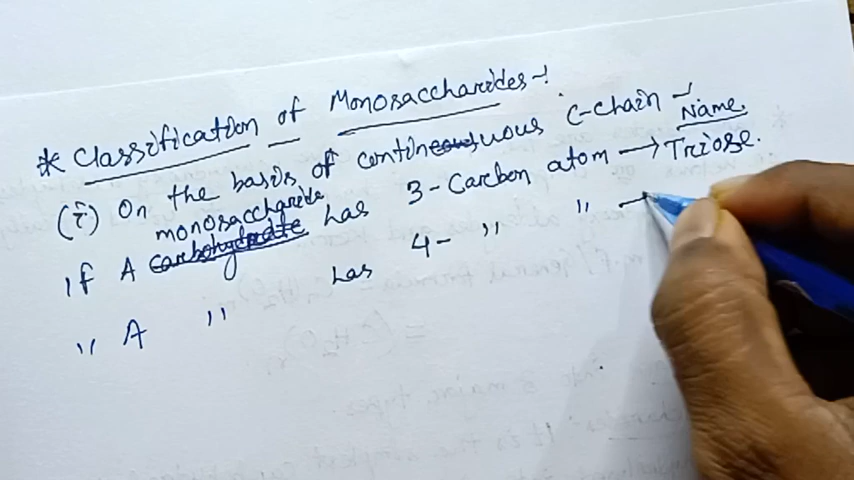 * Classification of Monosaccharides -!
(i) On the basis of continuous C-Chain -
Name
monosaccharide
If A has 3-Carbon atom → Triose.
" A " has 4- " " →